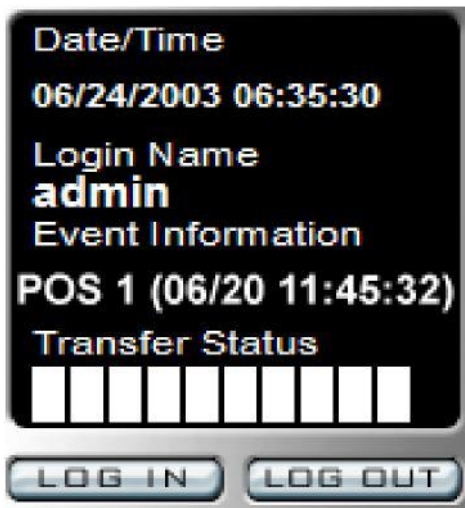 Date/Time
06/24/2003 06:35:30
Login Name
admin
Event Information
POS 1 (06/20 11:45:32)
Transfer Status
LOG IN LOG OUT